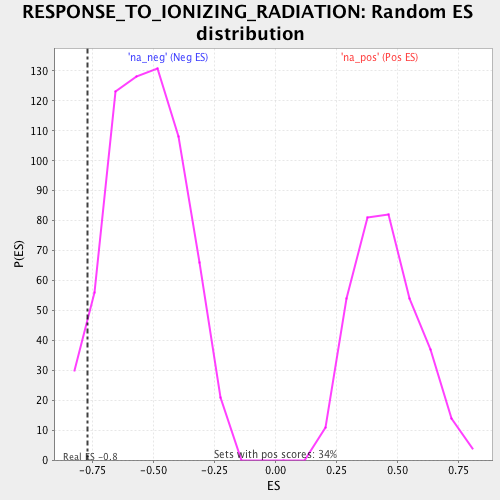 RESPONSE_TO_IONIZING_RADIATION: Random ES
distribution
'na_neg' (Neg ES)
'na_pos' (Pos ES)
130
120
110
100
90
80
70
60
50
40
30
20
10
0
P(ES)
Real ES -0.8
Sets with pos scores: 34%
-0.75 -0.50 -0.25 0.00 0.25 0.50 0.75
ES